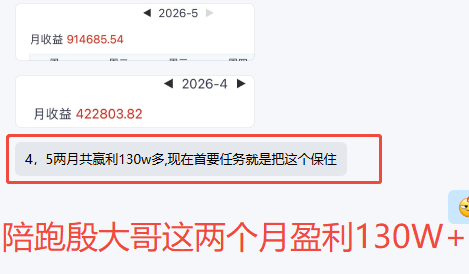 ◀ 2026-5 ▶
月收益 914685.54
◀ 2026-4 ▶
月收益 422803.82
4，5两月共赢利130w多,现在首要任务就是把这个保住
陪跑殷大哥这两个月盈利130W+